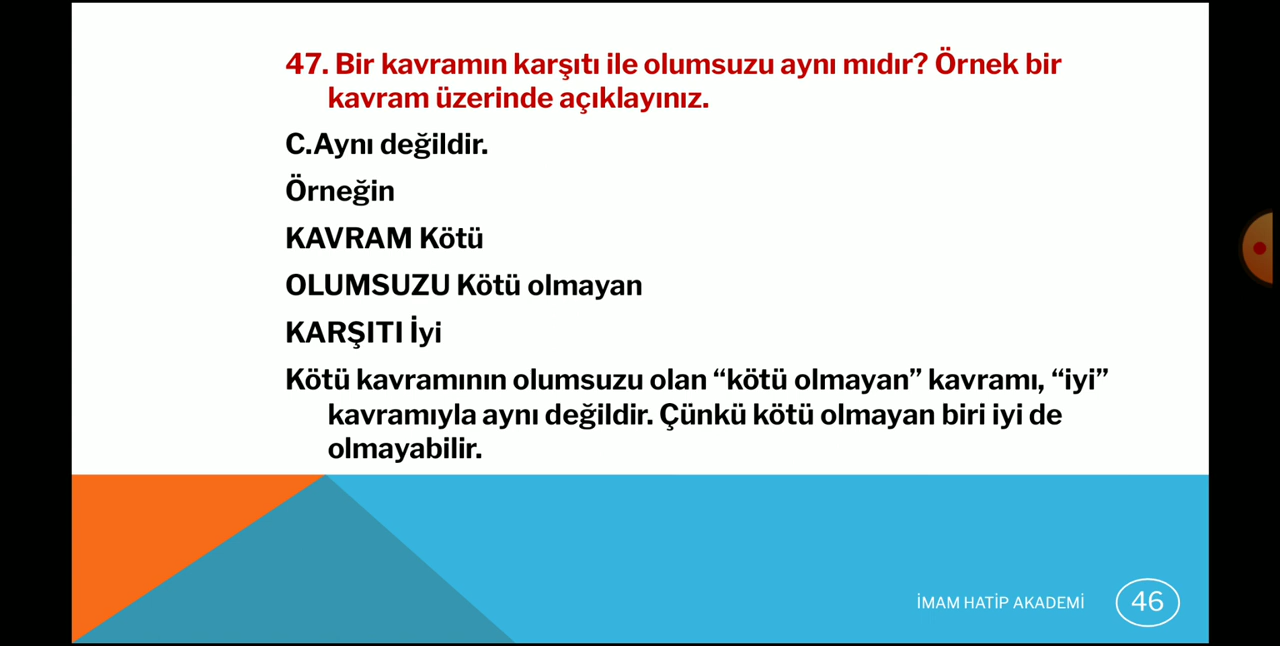 47. Bir kavramın karşıtı ile olumsuzu aynı mıdır? Örnek bir
kavram üzerinde açıklayınız.
C.Aynı değildir.
Örneğin
KAVRAM Kötü
OLUMSUZU Kötü olmayan
KARŞITI İyi
Kötü kavramının olumsuzu olan “kötü olmayan” kavramı, “iyi”
kavramıyla aynı değildir. Çünkü kötü olmayan biri iyi de
olmayabilir.
İMAM HATİP AKADEMİ
46